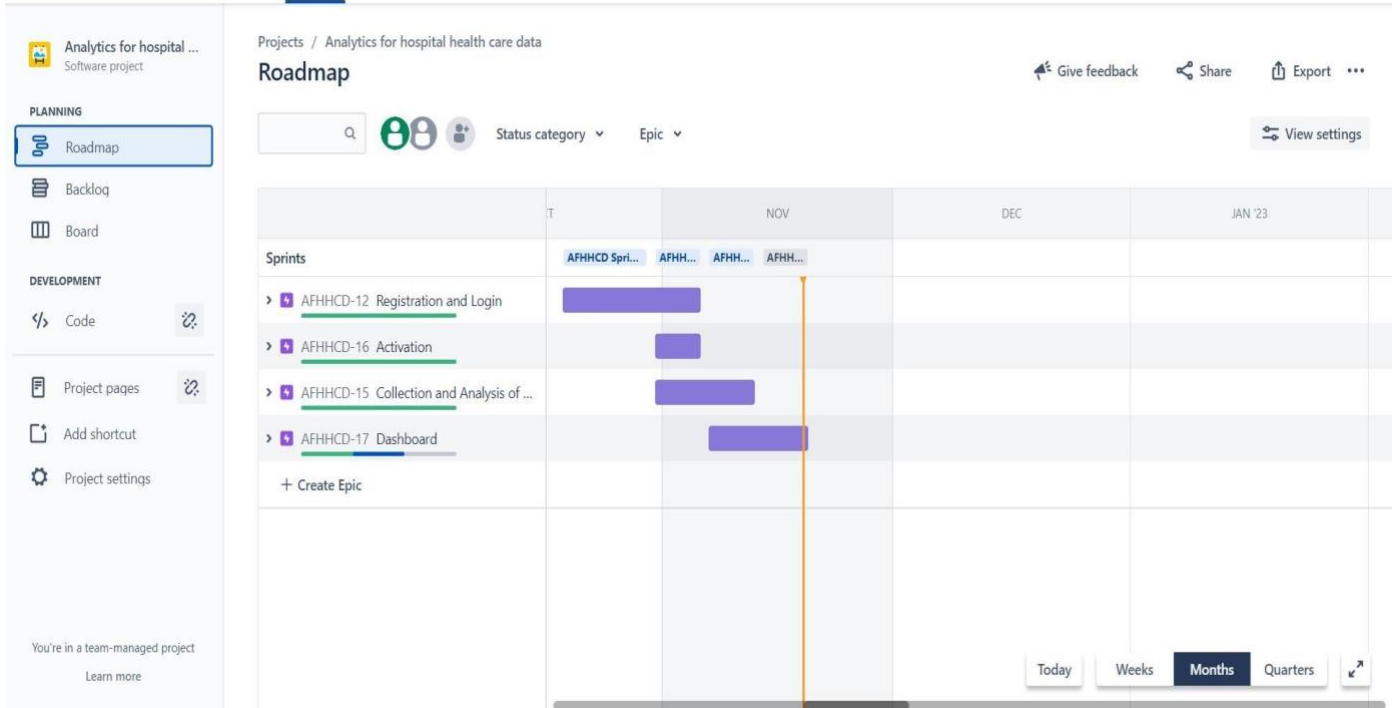 Analytics for hospital ...
Software project
PLANNING
Roadmap
Backlog
Board
DEVELOPMENT
Code
Project pages
Add shortcut
Project settings
You're in a team-managed project
Learn more
Projects / Analytics for hospital health care data
Roadmap
Give feedback
Share
Export
Status category
Epic
View settings
NOV
DEC
JAN '23
Sprints
AFHHCD Spri...
AFHH...
AFHH...
AFHH...
AFHHCD-12 Registration and Login
AFHHCD-16 Activation
AFHHCD-15 Collection and Analysis of ...
AFHHCD-17 Dashboard
+ Create Epic
Today
Weeks
Months
Quarters